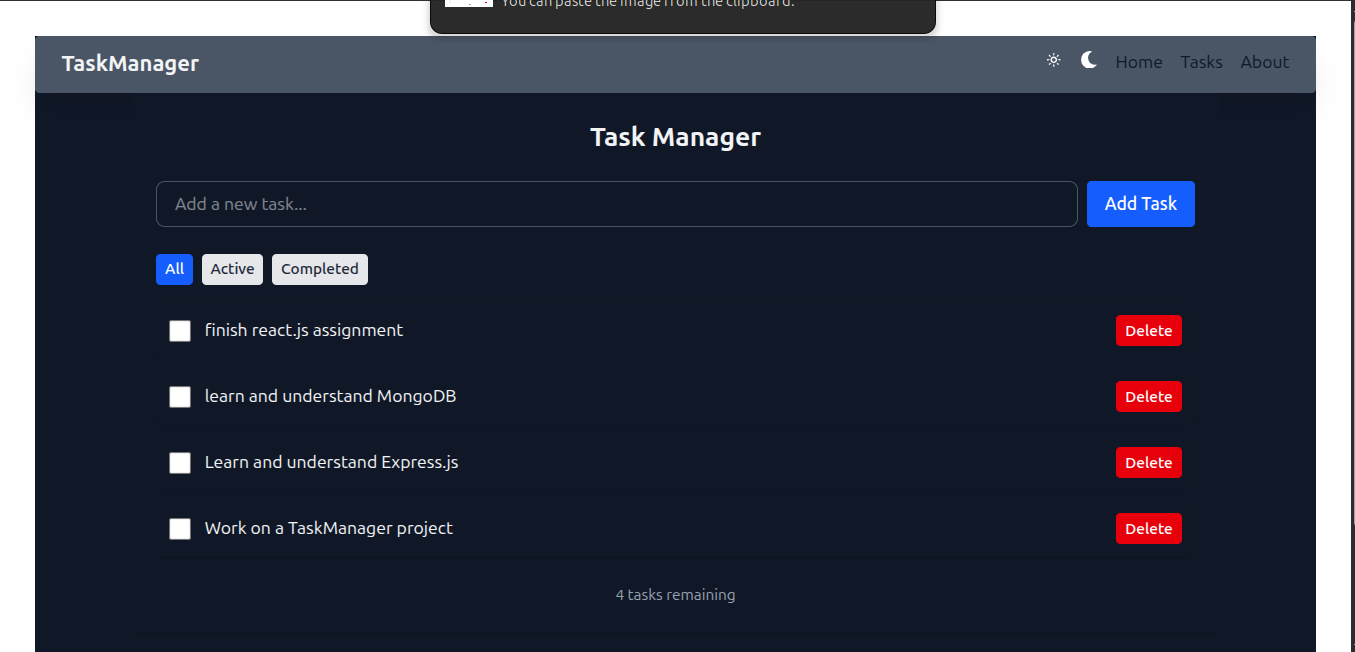 You can paste the image from the clipboard.
TaskManager
Home Tasks About
Task Manager
Add a new task...
Add Task
All Active Completed
finish react.js assignment Delete
learn and understand MongoDB Delete
Learn and understand Express.js Delete
Work on a TaskManager project Delete
4 tasks remaining